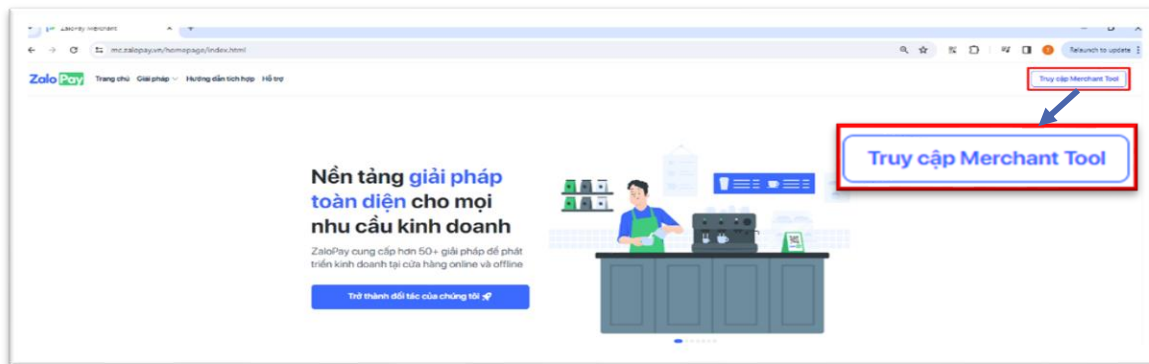 ZaloPay Merchant
mc.zalopay.vn/homepage/index.html
Relaunch to update
ZaloPay Trang chủ Giải pháp Hướng dẫn tích hợp Hỗ trợ
Truy cập Merchant Tool
Truy cập Merchant Tool
Nền tảng giải pháp
toàn diện cho mọi
nhu cầu kinh doanh
ZaloPay cung cấp hơn 50+ giải pháp để phát
triển kinh doanh tại cửa hàng online và offline
Trở thành đối tác của chúng tôi